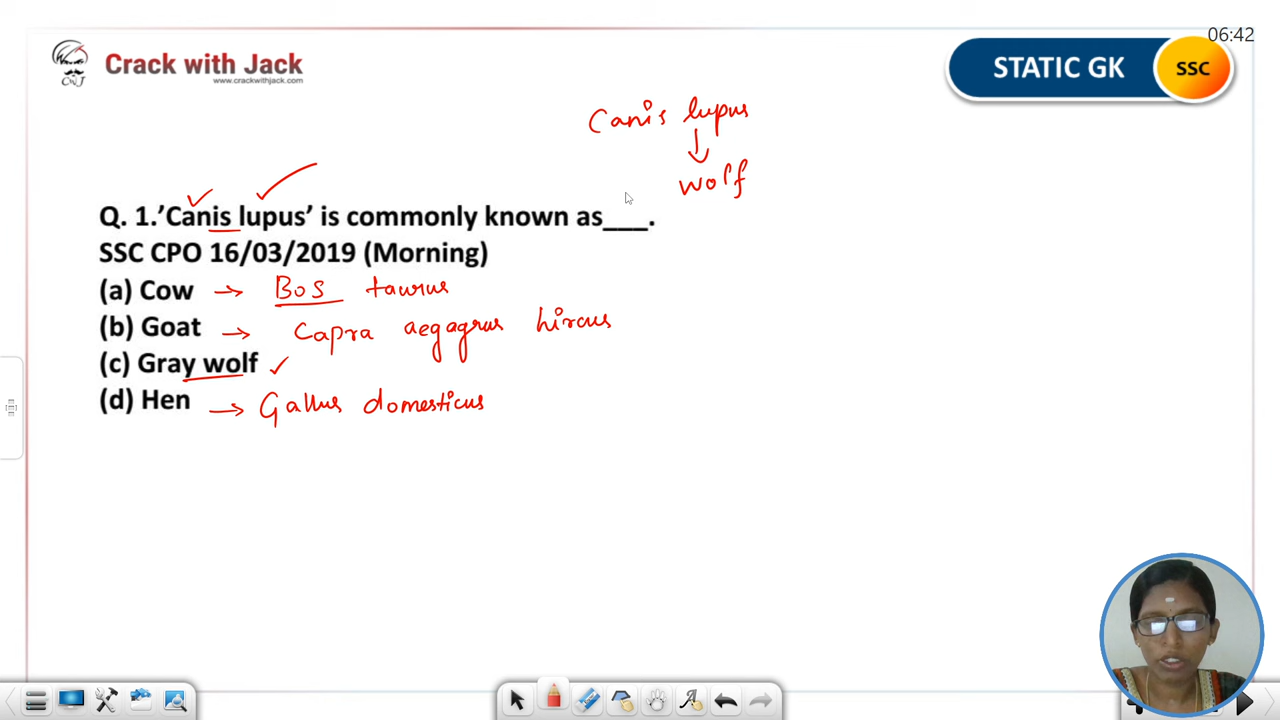 06:42
Crack with Jack
www.crackwithjack.com
CWJ
STATIC GK
SSC
Canis lupus
wolf
Q. 1.’Canis lupus’ is commonly known as___.
SSC CPO 16/03/2019 (Morning)
(a) Cow → Bos taurus
(b) Goat → Capra aegagrus hircus
(c) Gray wolf ✓
(d) Hen → Gallus domesticus